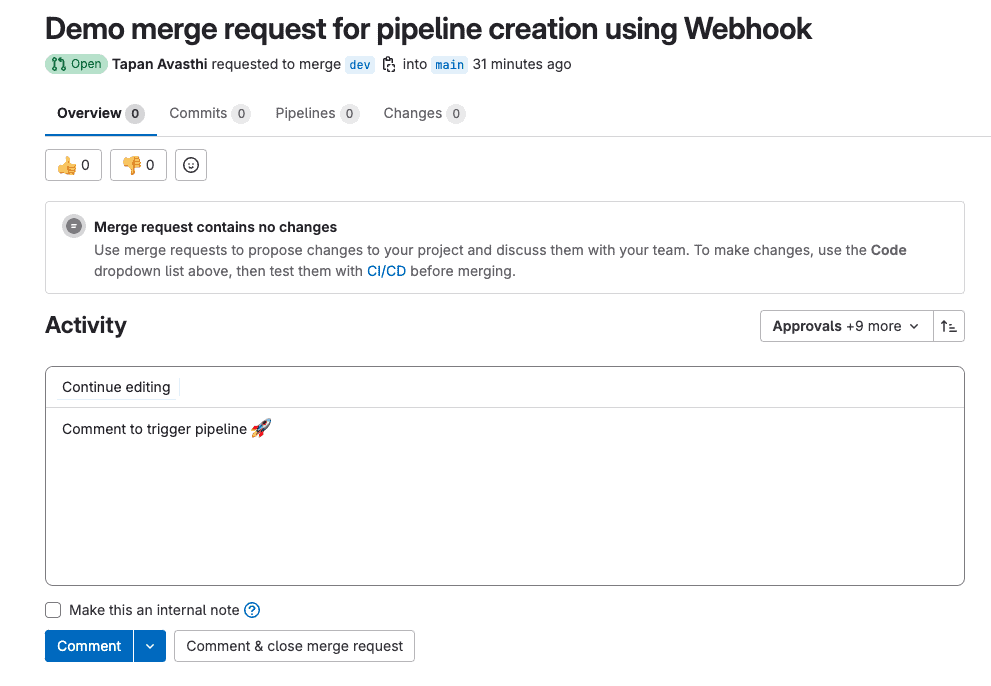 Demo merge request for pipeline creation using Webhook
Open Tapan Avasthi requested to merge dev into main 31 minutes ago
Overview 0 Commits 0 Pipelines 0 Changes 0
👍 0 👎 0
Merge request contains no changes
Use merge requests to propose changes to your project and discuss them with your team. To make changes, use the Code
dropdown list above, then test them with CI/CD before merging.
Activity
Approvals +9 more
Continue editing
Comment to trigger pipeline 🚀
Make this an internal note ?
Comment Comment & close merge request